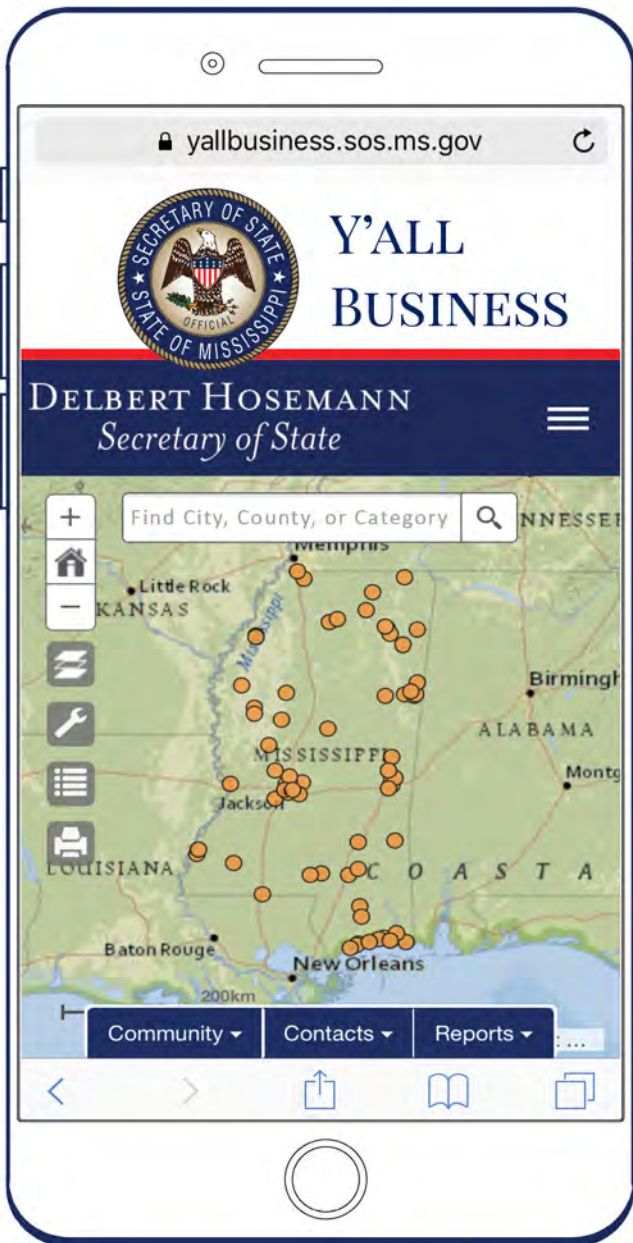 yallbusiness.sos.ms.gov
SECRETARY OF STATE
STATE OF MISSISSIPPI
OFFICIAL
Y'ALL
BUSINESS
DELBERT HOSEMANN
Secretary of State
+
Find City, County, or Category
NNESSEE
Memphis
Little Rock
KANSAS
−
Mississippi
Birmingh
ALABAMA
MISSISSIPPI
Montg
Jackson
LOUISIANA
COASTA
Baton Rouge
New Orleans
200km
Community Contacts Reports
: ...